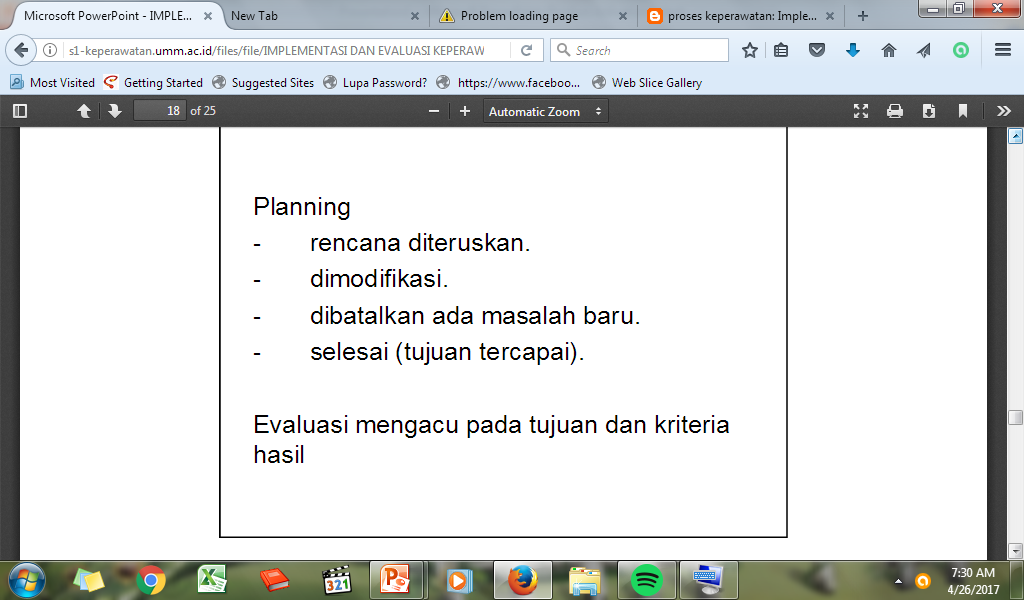 Microsoft PowerPoint - IMPLE...
New Tab
Problem loading page
proses keperawatan: Imple...
s1-keperawatan.umm.ac.id/files/file/IMPLEMENTASI DAN EVALUASI KEPERAW
Search
Most Visited
Getting Started
Suggested Sites
Lupa Password?
https://www.faceboo...
Web Slice Gallery
18 of 25
Automatic Zoom
Planning
- rencana diteruskan.
- dimodifikasi.
- dibatalkan ada masalah baru.
- selesai (tujuan tercapai).
Evaluasi mengacu pada tujuan dan kriteria
hasil
321
7:30 AM
4/26/2017